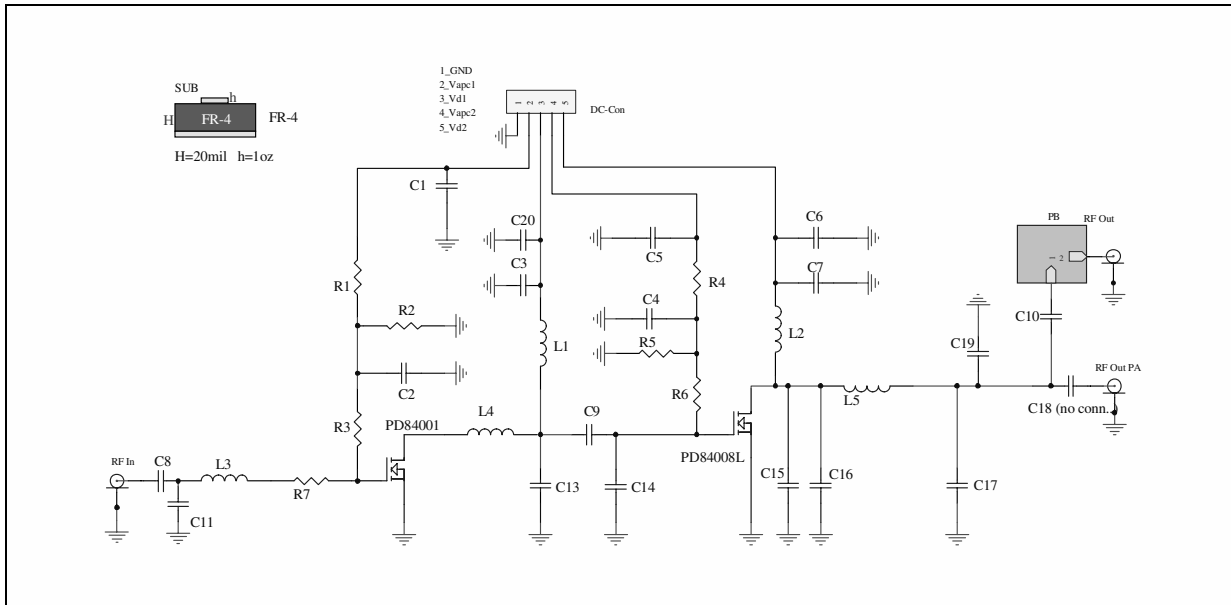 SUB
h
H
FR-4
FR-4
H=20mil h=1oz
1_GND
2_Vapc1
3_Vd1
4_Vapc2
5_Vd2
1 2 3 4 5
DC-Con
C1
C20
C3
C5
C4
C6
C7
R1
R2
C2
R3
L1
R4
R5
R6
L2
PB
RF Out
1
2
C10
C19
RF Out PA
C18 (no conn..)
L5
PD84001
L4
C9
PD84008L
RF In
C8
L3
R7
C11
C13
C14
C15
C16
C17